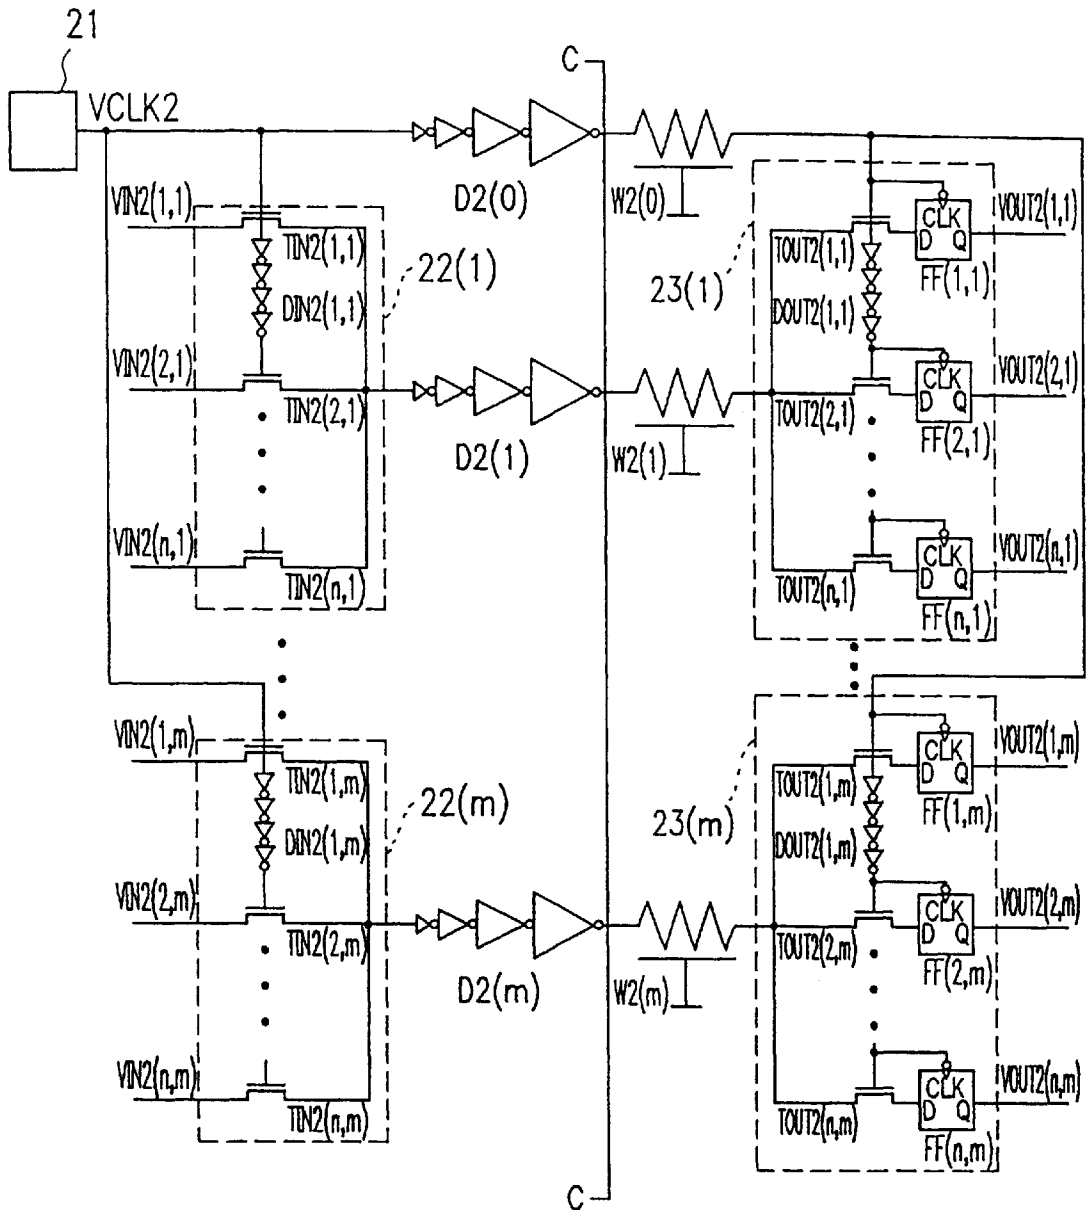 21
C
VCLK2
D2(0)
W2(0)
VIN2(1,1)
TIN2(1,1)
DIN2(1,1)
22(1)
VIN2(2,1)
TIN2(2,1)
D2(1)
W2(1)
VIN2(n,1)
TIN2(n,1)
23(1)
TOUT2(1,1)
DOUT2(1,1)
CLK
D Q
FF(1,1)
VOUT2(1,1)
TOUT2(2,1)
CLK
D Q
FF(2,1)
VOUT2(2,1)
TOUT2(n,1)
CLK
D Q
FF(n,1)
VOUT2(n,1)
VIN2(1,m)
TIN2(1,m)
DIN2(1,m)
22(m)
VIN2(2,m)
TIN2(2,m)
D2(m)
W2(m)
VIN2(n,m)
TIN2(n,m)
23(m)
TOUT2(1,m)
DOUT2(1,m)
CLK
D Q
FF(1,m)
VOUT2(1,m)
TOUT2(2,m)
CLK
D Q
FF(2,m)
VOUT2(2,m)
TOUT2(n,m)
CLK
D Q
FF(n,m)
VOUT2(n,m)
C